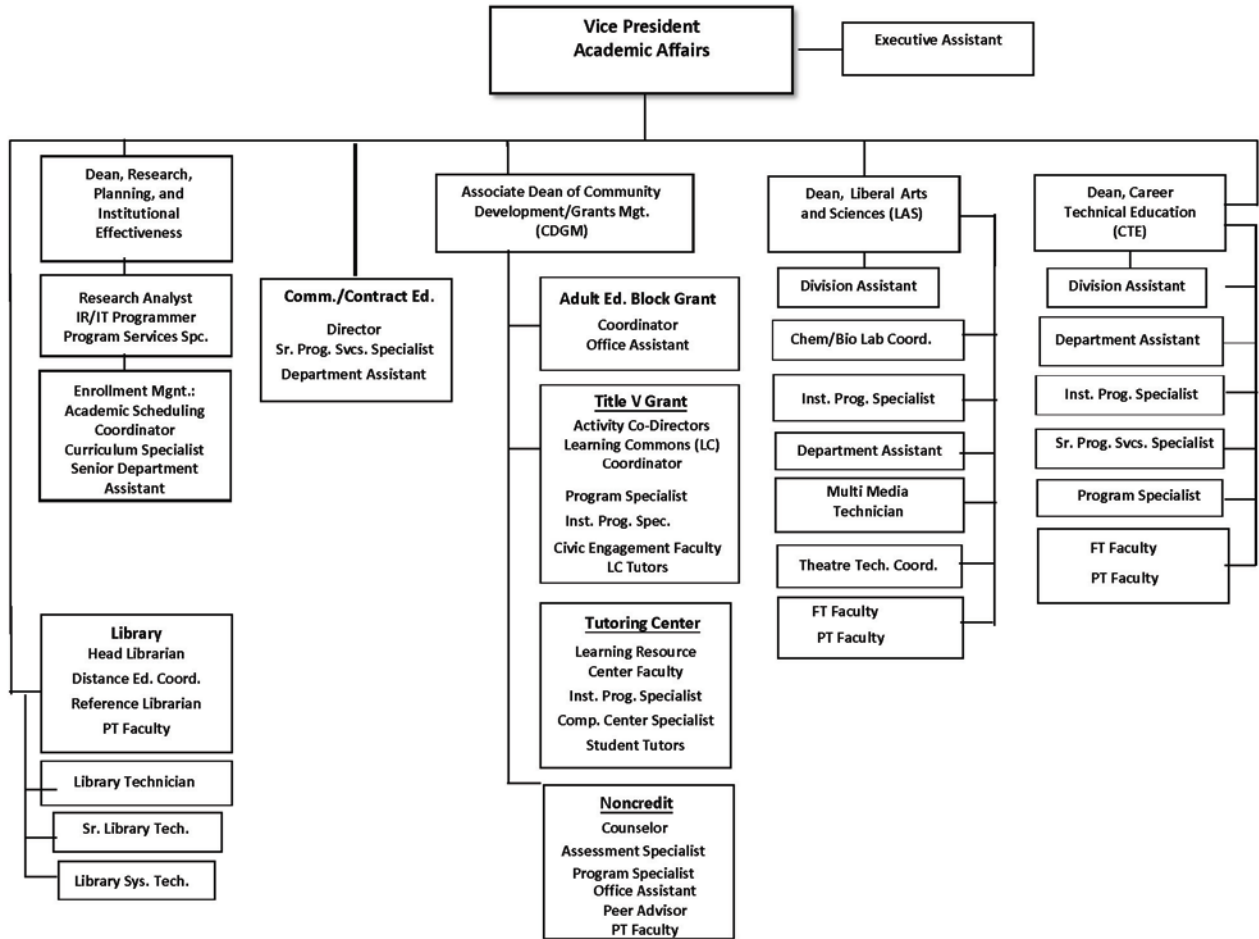 Vice President
Academic Affairs
Executive Assistant
Dean, Research,
Planning, and
Institutional
Effectiveness
Research Analyst
IR/IT Programmer
Program Services Spc.
Enrollment Mgnt.:
Academic Scheduling
Coordinator
Curriculum Specialist
Senior Department
Assistant
Library
Head Librarian
Distance Ed. Coord.
Reference Librarian
PT Faculty
Library Technician
Sr. Library Tech.
Library Sys. Tech.
Comm./Contract Ed.
Director
Sr. Prog. Svcs. Specialist
Department Assistant
Associate Dean of Community
Development/Grants Mgt.
(CDGM)
Adult Ed. Block Grant
Coordinator
Office Assistant
Title V Grant
Activity Co-Directors
Learning Commons (LC)
Coordinator
Program Specialist
Inst. Prog. Spec.
Civic Engagement Faculty
LC Tutors
Tutoring Center
Learning Resource
Center Faculty
Inst. Prog. Specialist
Comp. Center Specialist
Student Tutors
Noncredit
Counselor
Assessment Specialist
Program Specialist
Office Assistant
Peer Advisor
PT Faculty
Dean, Liberal Arts
and Sciences (LAS)
Division Assistant
Chem/Bio Lab Coord.
Inst. Prog. Specialist
Department Assistant
Multi Media
Technician
Theatre Tech. Coord.
FT Faculty
PT Faculty
Dean, Career
Technical Education
(CTE)
Division Assistant
Department Assistant
Inst. Prog. Specialist
Sr. Prog. Svcs. Specialist
Program Specialist
FT Faculty
PT Faculty